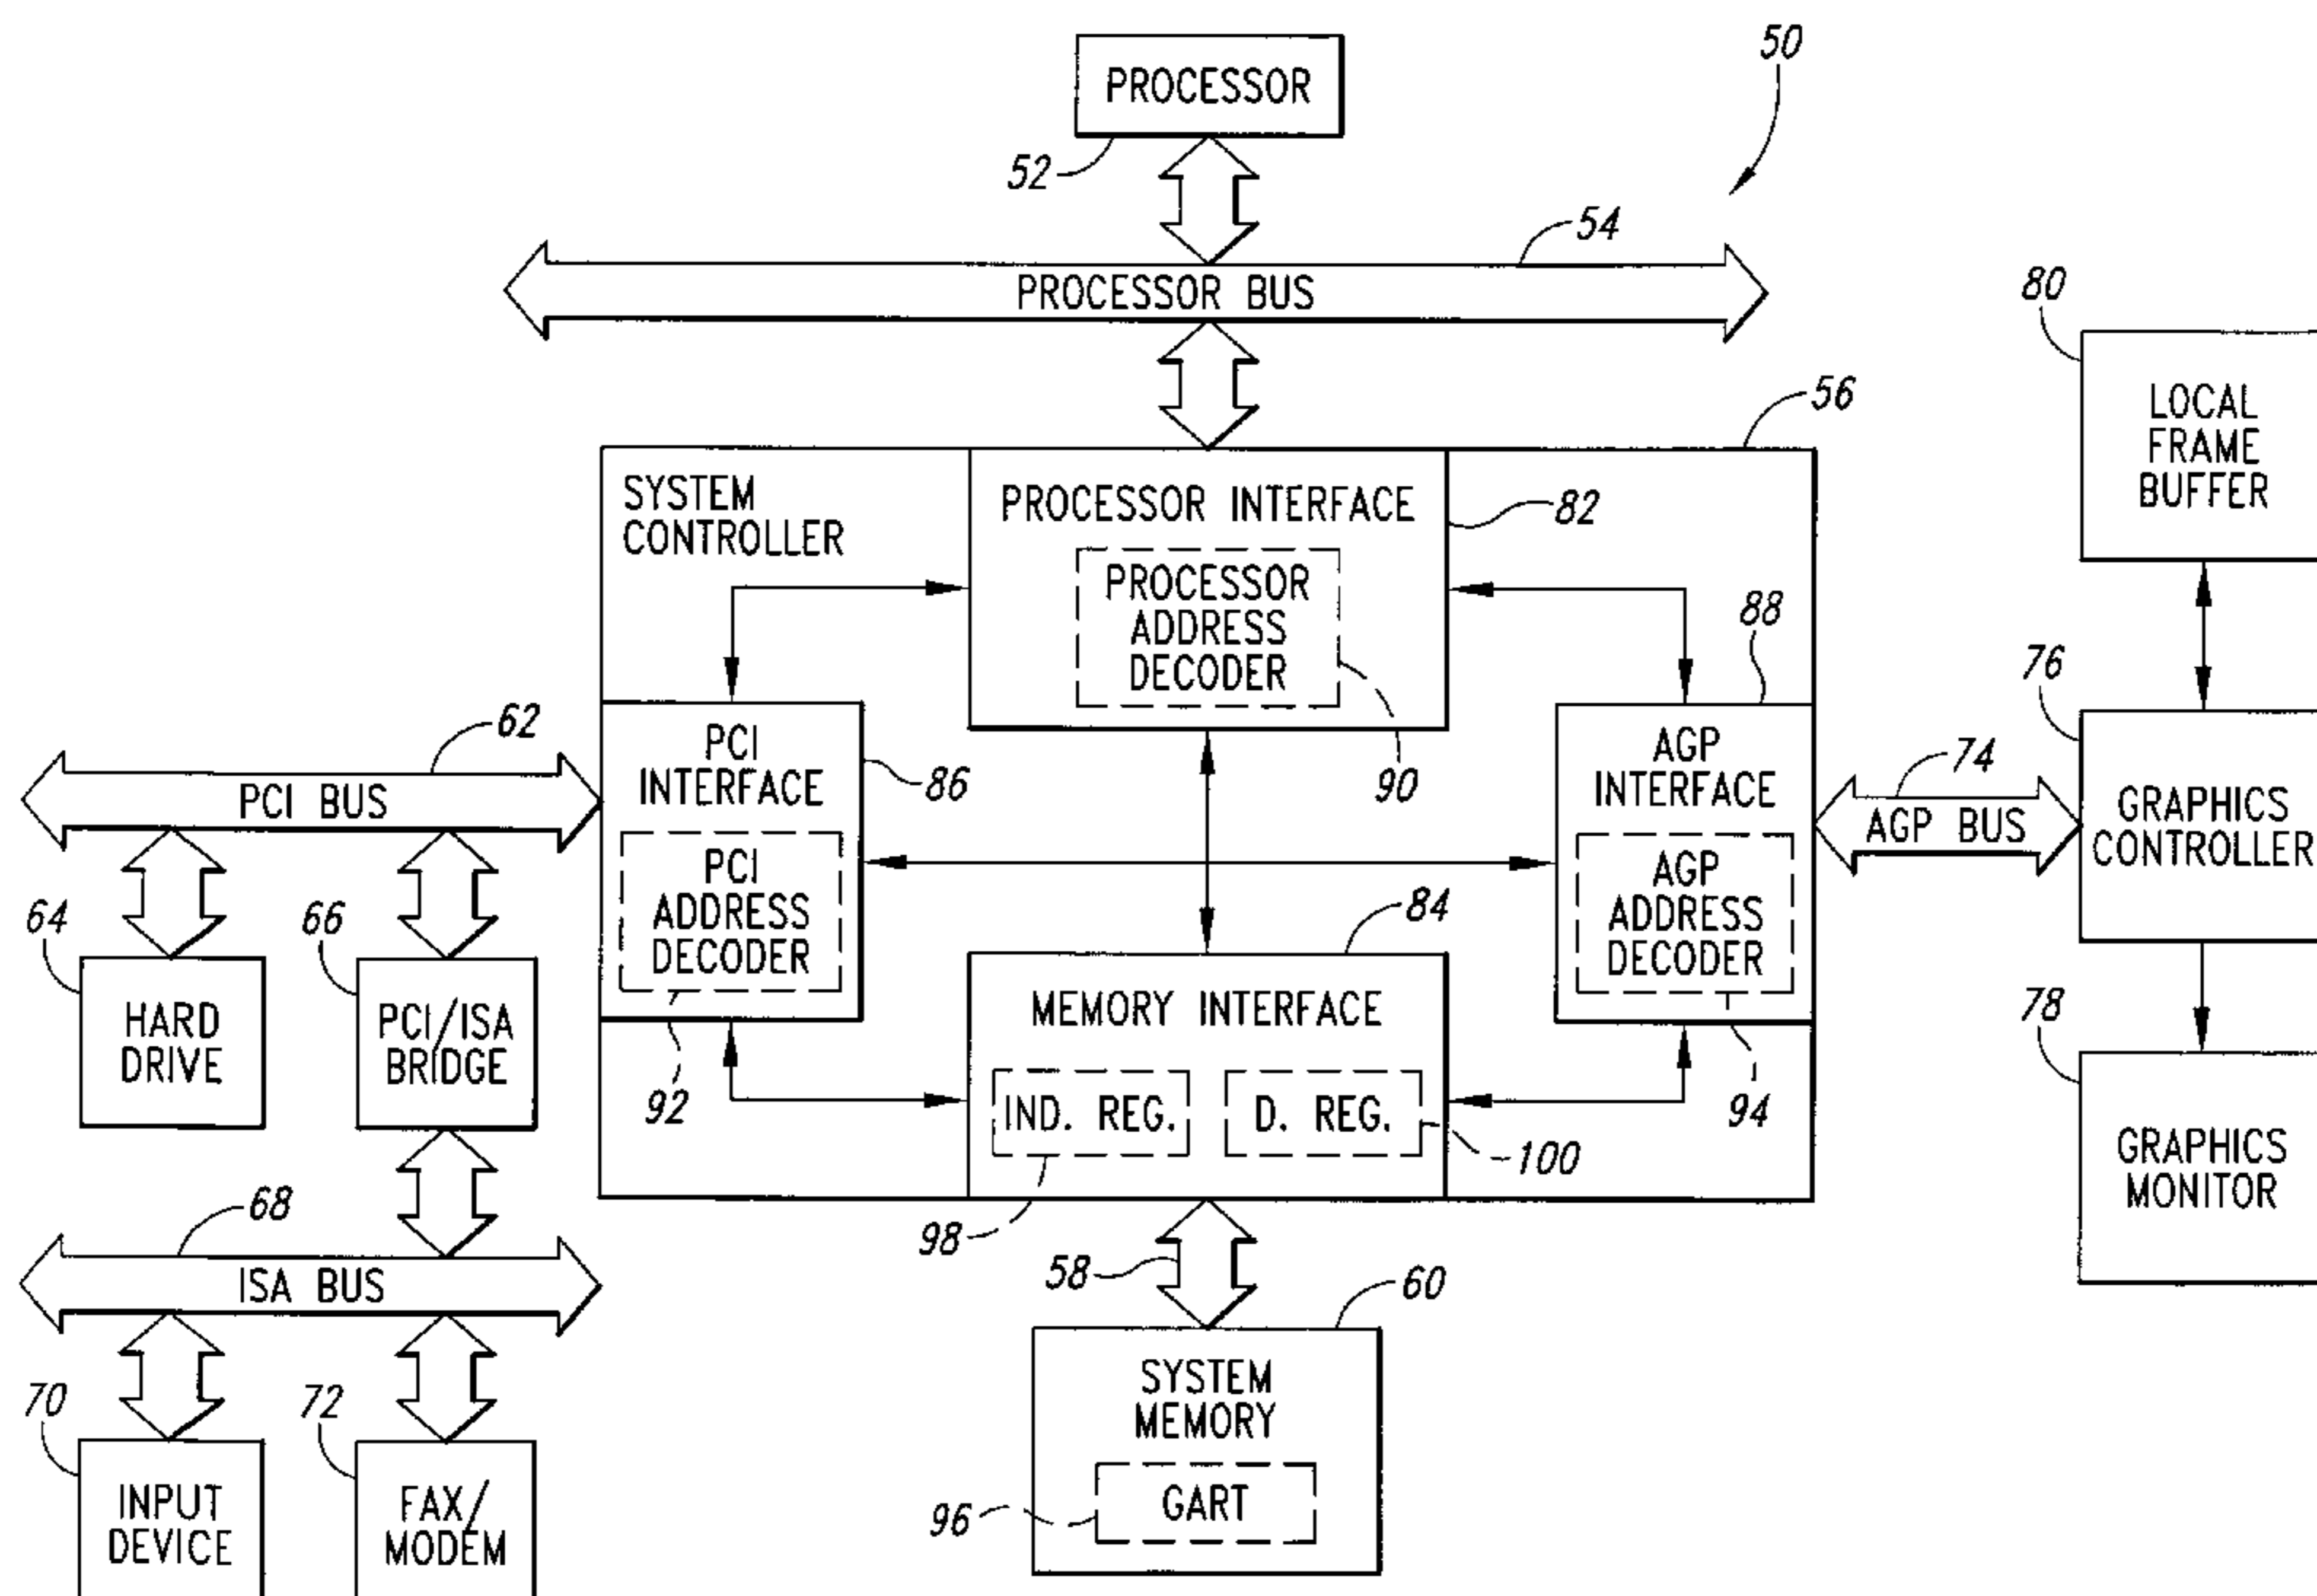 50
PROCESSOR
52
54
PROCESSOR BUS
80
LOCAL
FRAME
BUFFER
56
SYSTEM
CONTROLLER
PROCESSOR INTERFACE
82
PROCESSOR
ADDRESS
DECODER
90
88
76
62
PCI BUS
PCI
INTERFACE
86
PCI
ADDRESS
DECODER
92
AGP
INTERFACE
AGP
ADDRESS
DECODER
94
74
AGP BUS
GRAPHICS
CONTROLLER
64
HARD
DRIVE
66
PCI/ISA
BRIDGE
84
MEMORY INTERFACE
IND. REG.
D. REG.
98
100
78
GRAPHICS
MONITOR
68
ISA BUS
58
60
SYSTEM
MEMORY
96
GART
70
INPUT
DEVICE
72
FAX/
MODEM